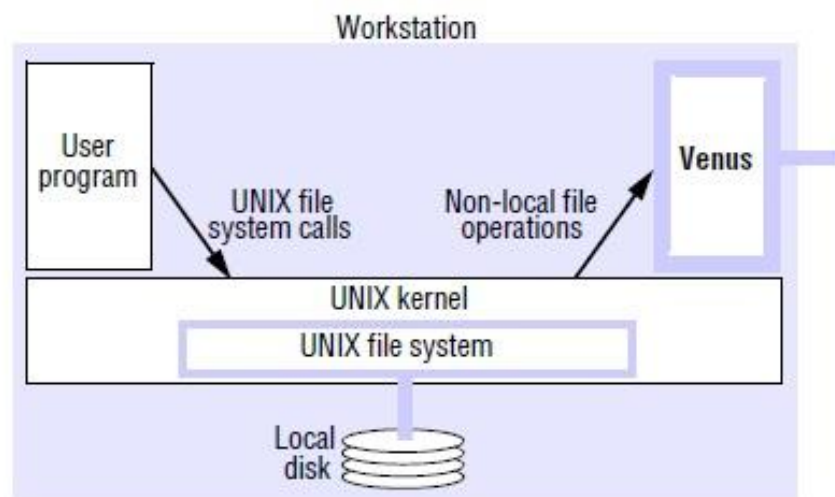 Workstation
User
program
UNIX file
system calls
Non-local file
operations
Venus
UNIX kernel
UNIX file system
Local
disk